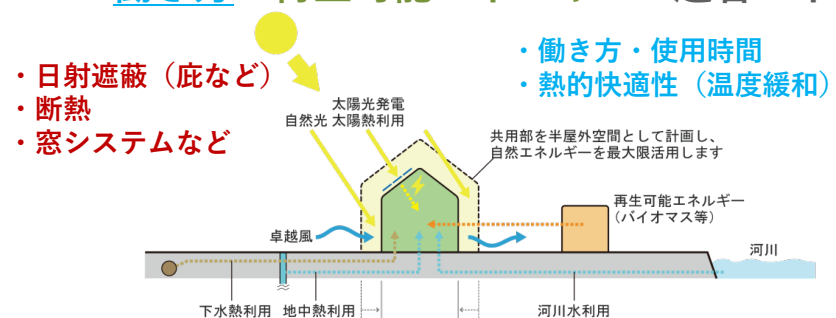 ・日射遮蔽（庇など）
・断熱
・窓システムなど
・働き方・使用時間
・熱的快適性（温度緩和）
太陽光発電
自然光 太陽熱利用
共用部を半屋外空間として計画し、
自然エネルギーを最大限活用します
再生可能エネルギー
（バイオマス等）
卓越風
河川
下水熱利用
地中熱利用
河川水利用